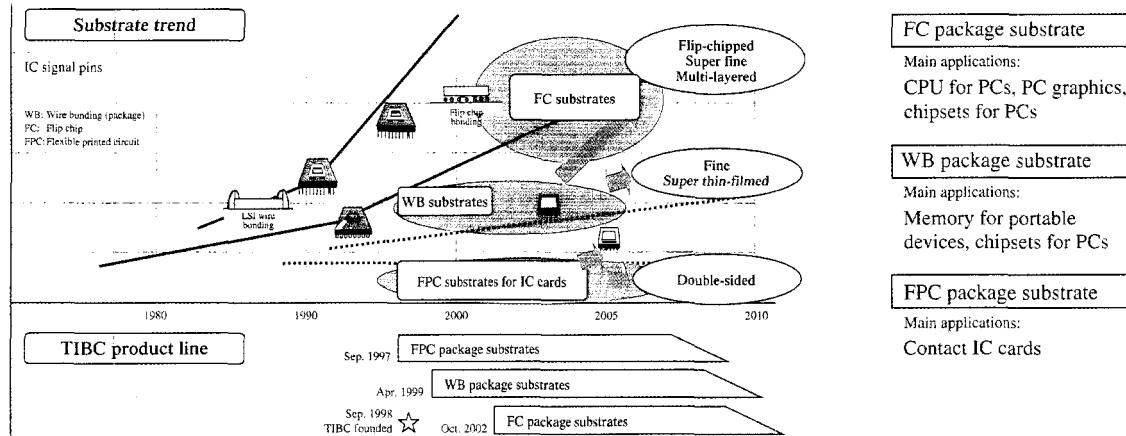 Substrate trend
IC signal pins
WB: Wire bunding (package)
FC: Flip chip
FPC: Flexible printed circuit
LSI wire
bonding
Flip chip
bonding
FC substrates
Flip-chipped
Super fine
Multi-layered
WB substrates
Fine
Super thin-filmed
FPC substrates for IC cards
Double-sided
1980
1990
2000
2005
2010
TIBC product line
Sep. 1997
FPC package substrates
Apr. 1999
WB package substrates
Sep. 1998
TIBC founded
Oct. 2002
FC package substrates
FC package substrate
Main applications:
CPU for PCs, PC graphics,
chipsets for PCs
WB package substrate
Main applications:
Memory for portable
devices, chipsets for PCs
FPC package substrate
Main applications:
Contact IC cards